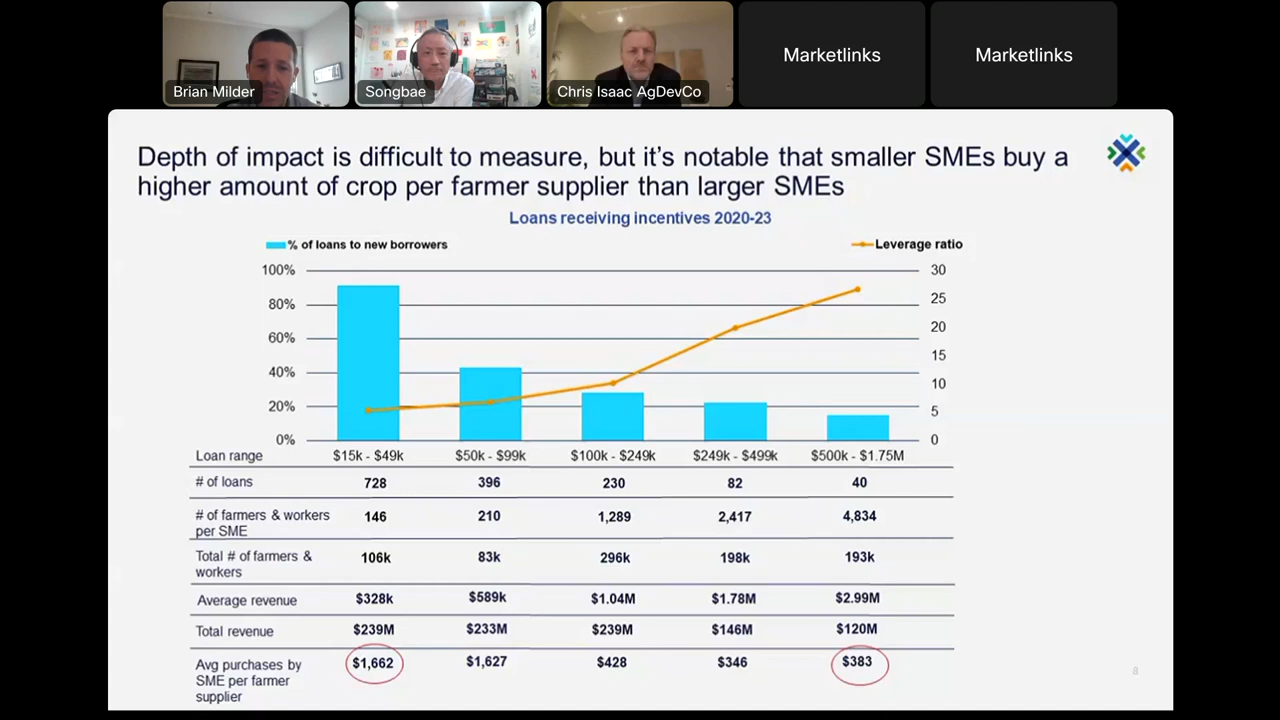 Brian Milder
Songbae
Chris Isaac AgDevCo
Marketlinks
Marketlinks
Depth of impact is difficult to measure, but it's notable that smaller SMEs buy a
higher amount of crop per farmer supplier than larger SMEs
Loans receiving incentives 2020-23
% of loans to new borrowers
Leverage ratio
100% 30
25
80%
20
60%
15
40%
10
20% 5
0% 0
Loan range $15k - $49k $50k - $99k $100k - $249k $249k - $499k $500k - $1.75M
# of loans 728 396 230 82 40
# of farmers & workers
per SME 146 210 1,289 2,417 4,834
Total # of farmers &
workers 106k 83k 296k 198k 193k
Average revenue $328k $589k $1.04M $1.78M $2.99M
Total revenue $239M $233M $239M $146M $120M
Avg purchases by
SME per farmer
supplier $1,662 $1,627 $428 $346 $383
8